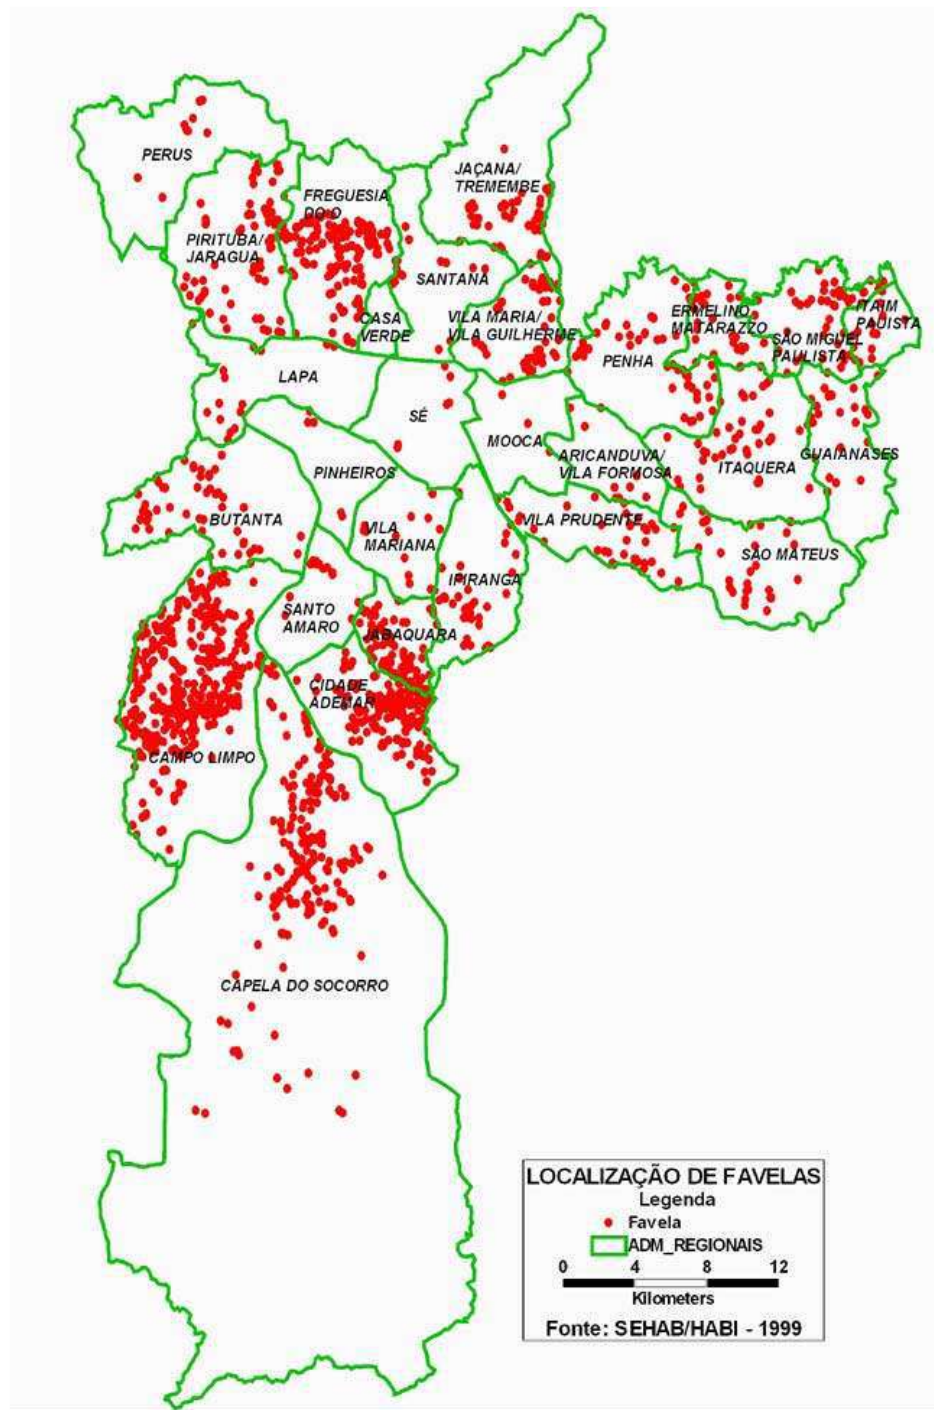 PERUS
JAÇANA/
TREMEMBE
FREGUESIA
DO O
PIRITUBA/
JARAGUA
SANTANA
CASA
VERDE
VILA MARIA/
VILA GUILHERME
ERMELINO
MATARAZZO
ITAIM
PAUISTA
SÃO MIGUEL
PAULISTA
PENHA
LAPA
SÉ
MOOCA
ARICANDUVA/
VILA FORMOSA
ITAQUERA
GUAIANASES
PINHEIROS
BUTANTA
VILA
MARIANA
VILA PRUDENTE
SÃO MATEUS
IPIRANGA
SANTO
AMARO
JABAQUARA
CIDADE
ADEMAR
CAMPO LIMPO
CAPELA DO SOCORRO
LOCALIZAÇÃO DE FAVELAS
Legenda
Favela
ADM_REGIONAIS
0 4 8 12
Kilometers
Fonte: SEHAB/HABI - 1999